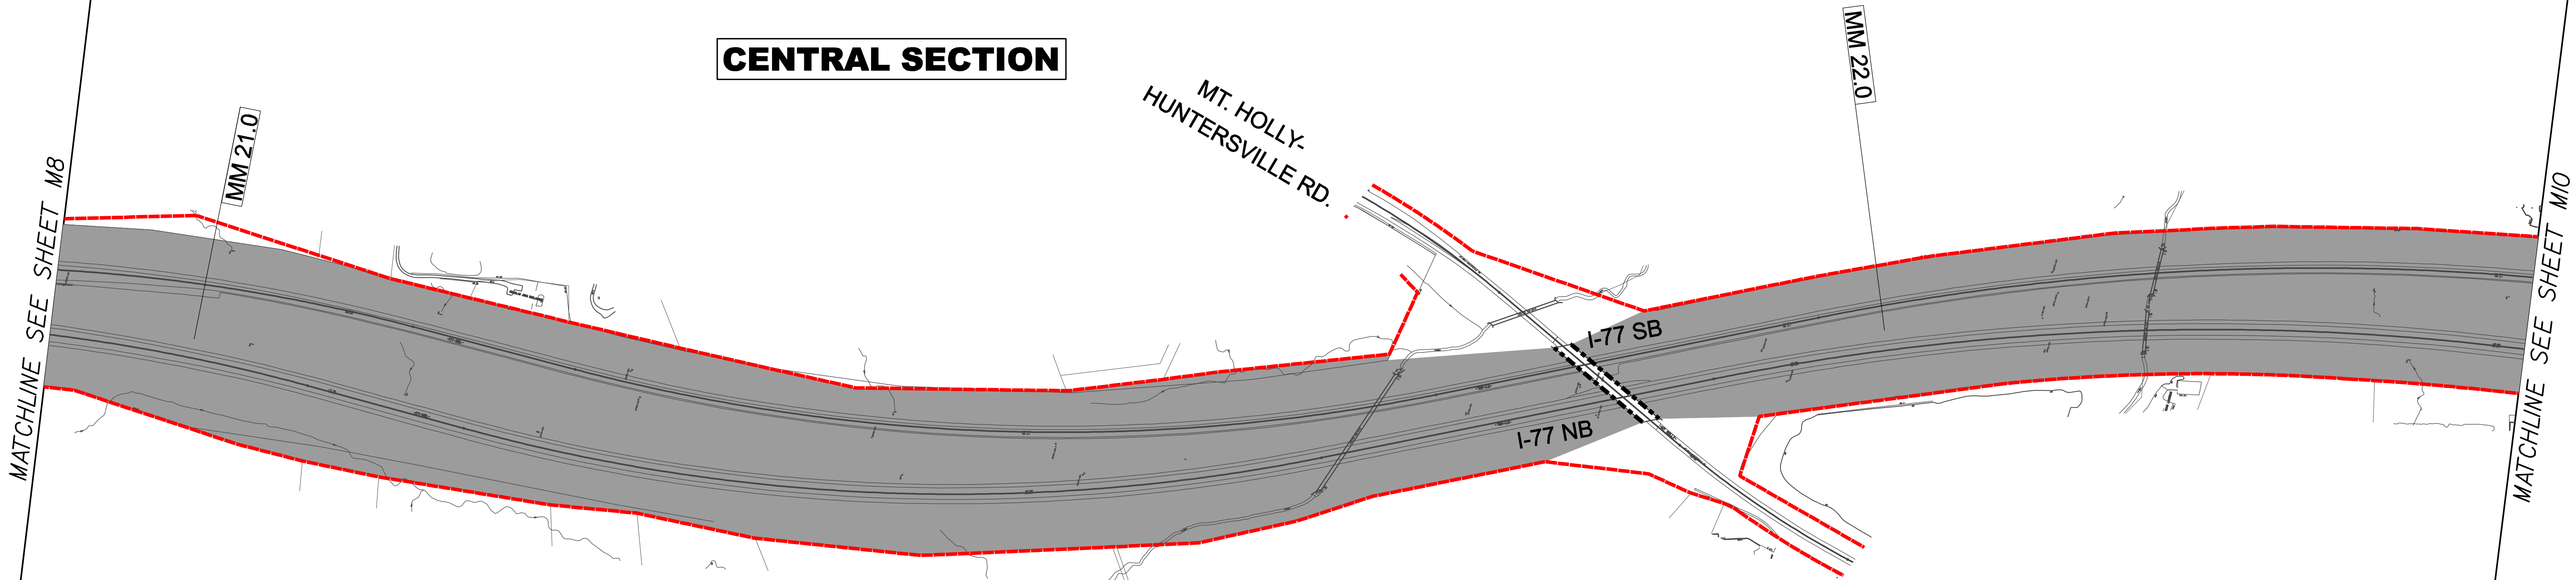 CENTRAL SECTION
MATCHLINE SEE SHEET M8
MM 21.0
MT. HOLLY-
HUNTERSVILLE RD.
I-77 SB
I-77 NB
MM 22.0
MATCHLINE SEE SHEET M10